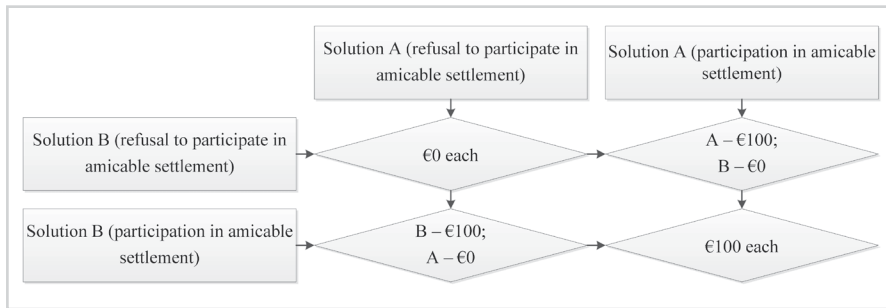 Solution A (refusal to participate in
amicable settlement)
Solution A (participation in amicable
settlement)
Solution B (refusal to participate in
amicable settlement)
€0 each
A – €100;
B – €0
Solution B (participation in amicable
settlement)
B – €100;
A – €0
€100 each